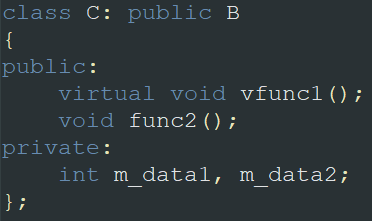 class C: public B
{
public:
    virtual void vfunc1();
    void func2();
private:
    int m_data1, m_data2;
};